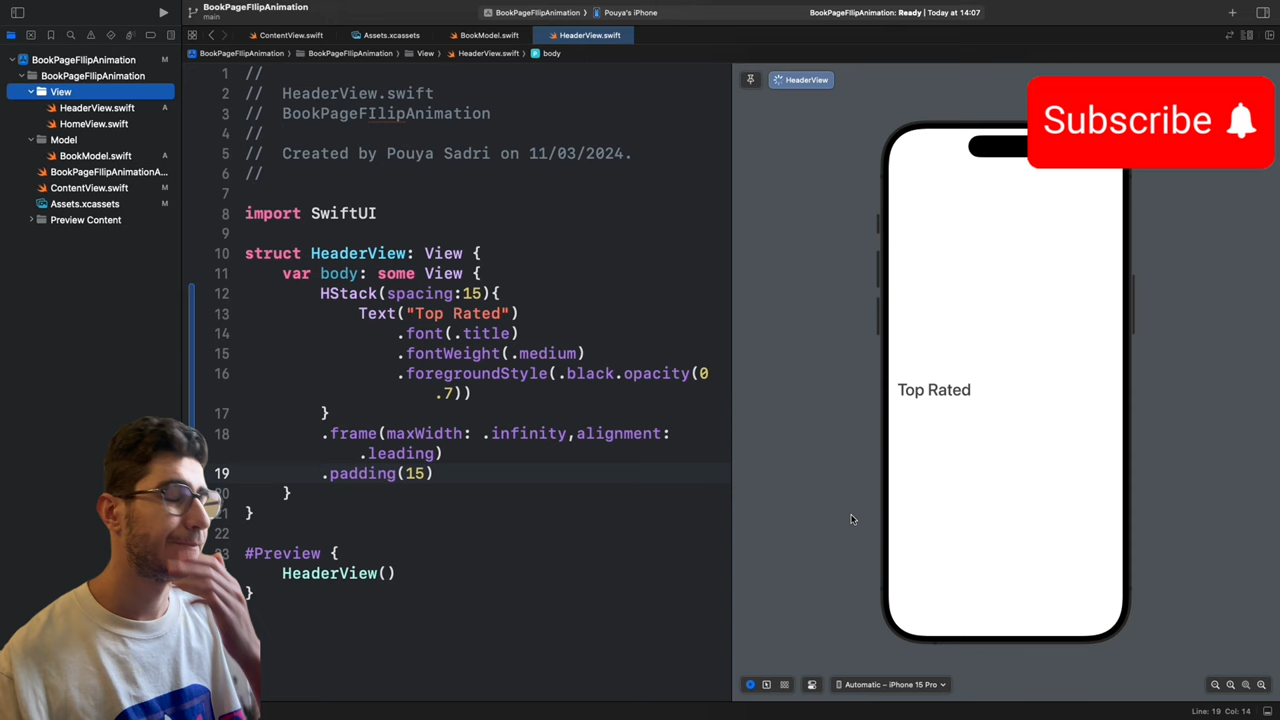 BookPageFIlipAnimation
main
BookPageFlipAnimation
Pouya's iPhone
BookPageFlipAnimation: Ready | Today at 14:07
ContentView.swift
Assets.xcassets
BookModel.swift
HeaderView.swift
BookPageFlipAnimation
BookPageFlipAnimation
View
HeaderView.swift
body
BookPageFlipAnimation
M
BookPageFlipAnimation
View
HeaderView.swift
A
HomeView.swift
Model
BookModel.swift
A
BookPageFlipAnimationA...
M
ContentView.swift
M
Assets.xcassets
M
Preview Content
1 //
2 // HeaderView.swift
3 // BookPageFIlipAnimation
4 //
5 // Created by Pouya Sadri on 11/03/2024.
6 //
7
8 import SwiftUI
9
10 struct HeaderView: View {
11 var body: some View {
12 HStack(spacing:15){
13 Text("Top Rated")
14 .font(.title)
15 .fontWeight(.medium)
16 .foregroundStyle(.black.opacity(0
.7))
17 }
18 .frame(maxWidth: .infinity,alignment:
.leading)
19 .padding(15)
20 }
21 }
22
23 #Preview {
HeaderView()
}
HeaderView
Subscribe
Top Rated
Automatic – iPhone 15 Pro
Line: 19 Col: 14